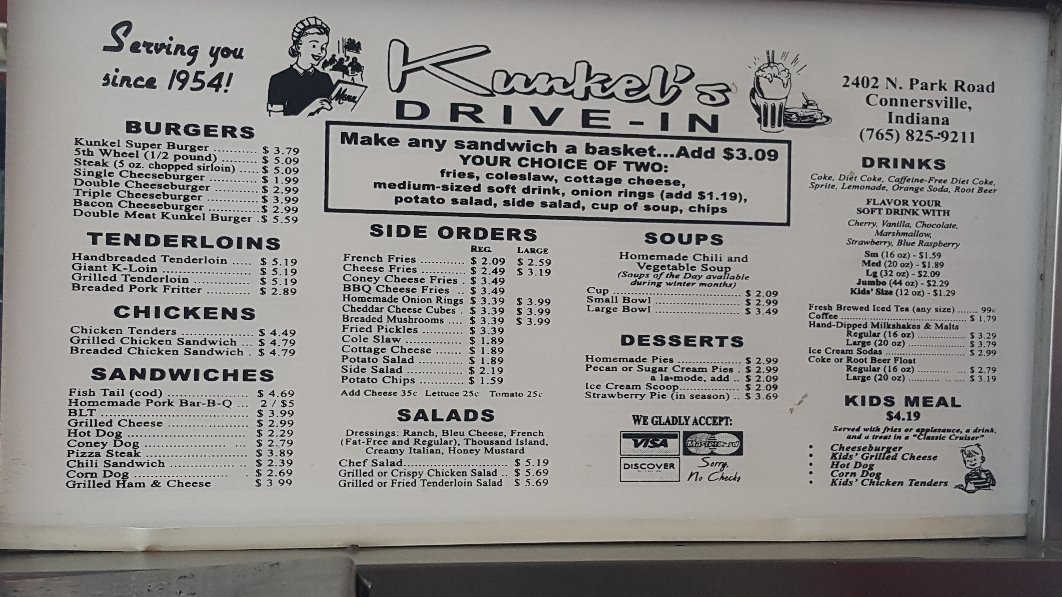 Serving you
since 1954!
Menu
Kunkel's
DRIVE-IN
2402 N. Park Road
Connersville,
Indiana
(765) 825-9211
Make any sandwich a basket...Add $3.09
YOUR CHOICE OF TWO:
fries, coleslaw, cottage cheese,
medium-sized soft drink, onion rings (add $1.19),
potato salad, side salad, cup of soup, chips
BURGERS
Kunkel Super Burger ........ $ 3.79
5th Wheel (1/2 pound) ......... $ 5.09
Steak (5 oz. chopped sirloin) ..... $ 5.09
Single Cheeseburger ............ $ 1.99
Double Cheeseburger ............ $ 2.99
Triple Cheeseburger ............. $ 3.99
Bacon Cheeseburger ............. $ 2.99
Double Meat Kunkel Burger . $ 5.59
TENDERLOINS
Handbreaded Tenderloin .... $ 5.19
Giant K-Loin .................... $ 5.19
Grilled Tenderloin ............ $ 5.19
Breaded Pork Fritter ......... $ 2.89
CHICKENS
Chicken Tenders .............. $ 4.49
Grilled Chicken Sandwich ... $ 4.79
Breaded Chicken Sandwich . $ 4.79
SANDWICHES
Fish Tail (cod) .................. $ 4.69
Homemade Pork Bar-B-Q ... 2 / $5
BLT ........................ $ 3.99
Grilled Cheese .................. $ 2.99
Hot Dog .................. $ 2.29
Coney Dog .................. $ 2.79
Pizza Steak .................. $ 3.89
Chili Sandwich .................. $ 2.39
Corn Dog .................. $ 2.69
Grilled Ham & Cheese $ 3.99
SIDE ORDERS
REG. LARGE
French Fries ......... $ 2.09 $ 2.59
Cheese Fries ......... $ 2.49 $ 3.19
Coney Cheese Fries . $ 3.49
BBQ Cheese Fries .. $ 3.49
Homemade Onion Rings $ 3.39 $ 3.99
Cheddar Cheese Cubes . $ 3.39 $ 3.99
Breaded Mushrooms .... $ 3.39 $ 3.99
Fried Pickles ......... $ 3.39
Cole Slaw ............ $ 1.89
Cottage Cheese ....... $ 1.89
Potato Salad ......... $ 1.89
Side Salad ........... $ 2.19
Potato Chips ......... $ 1.59
Add Cheese 35c Lettuce 25c Tomato 25c
SALADS
Dressings: Ranch, Bleu Cheese, French
(Fat-Free and Regular), Thousand Island,
Creamy Italian, Honey Mustard
Chef Salad..................... $ 5.19
Grilled or Crispy Chicken Salad .. $ 5.69
Grilled or Fried Tenderloin Salad $ 5.69
SOUPS
Homemade Chili and
Vegetable Soup
(Soups of the Day available
during winter months)
Cup ........................ $ 2.09
Small Bowl .................. $ 2.99
Large Bowl .................. $ 3.49
DESSERTS
Homemade Pies .................. $ 2.99
Pecan or Sugar Cream Pies . $ 2.99
a la-mode, add .. $ 2.09
Ice Cream Scoop............... $ 2.09
Strawberry Pie (in season) .. $ 3.69
WE GLADLY ACCEPT:
VISA
MasterCard
DISCOVER
Sorry,
No Checks
DRINKS
Coke, Diet Coke, Caffeine-Free Diet Coke,
Sprite, Lemonade, Orange Soda, Root Beer
FLAVOR YOUR
SOFT DRINK WITH
Cherry, Vanilla, Chocolate,
Marshmallow,
Strawberry, Blue Raspberry
Sm (16 oz) - $1.59
Med (20 oz) - $1.89
Lg (32 oz) - $2.09
Jumbo (44 oz) - $2.29
Kids' Size (12 oz) - $1.29
Fresh Brewed Iced Tea (any size) ...... 99c
Coffee ........................ $ 1.79
Hand-Dipped Milkshakes & Malts
Regular (16 oz) .................. $ 3.29
Large (20 oz) .................. $ 3.79
Ice Cream Sodas .................. $ 2.99
Coke or Root Beer Float
Regular (16 oz) .................. $ 2.79
Large (20 oz) .................. $ 3.19
KIDS MEAL
$4.19
Served with fries or applesauce, a drink,
and a treat in a "Classic Cruiser"
• Cheeseburger
• Kids' Grilled Cheese
• Hot Dog
• Corn Dog
• Kids' Chicken Tenders